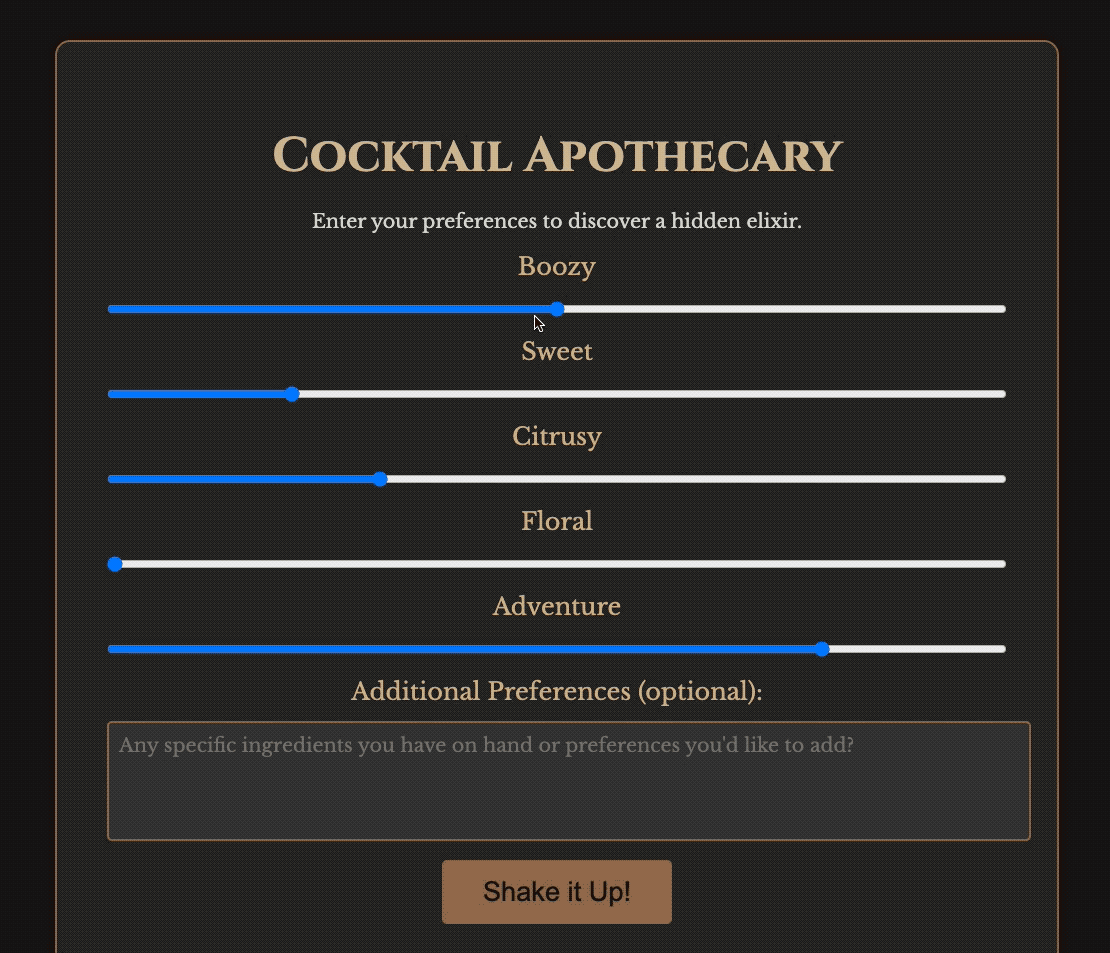 Cocktail Apothecary
Enter your preferences to discover a hidden elixir.
Boozy
Sweet
Citrusy
Floral
Adventure
Additional Preferences (optional):
Any specific ingredients you have on hand or preferences you'd like to add?
Shake it Up!